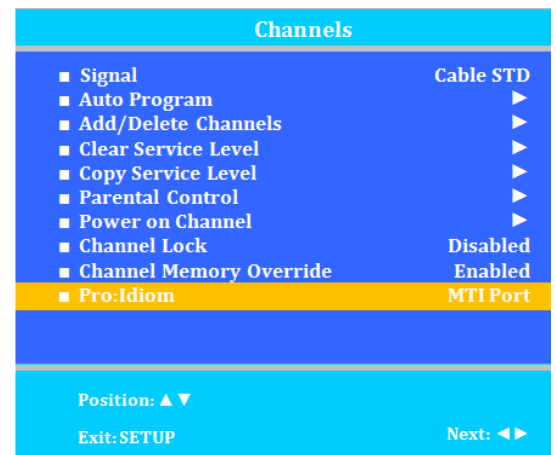 Channels
■ Signal Cable STD
■ Auto Program ▶
■ Add/Delete Channels ▶
■ Clear Service Level ▶
■ Copy Service Level ▶
■ Parental Control ▶
■ Power on Channel ▶
■ Channel Lock Disabled
■ Channel Memory Override Enabled
■ Pro:Idiom MTI Port
Position: ▲▼
Exit: SETUP Next: ◀▶